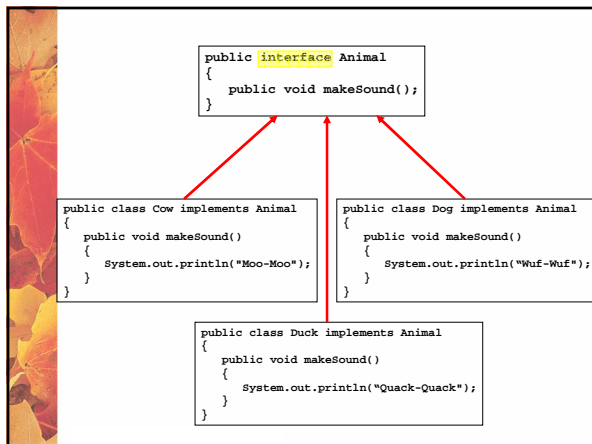 public interface Animal
{
public void makeSound();
}
public class Cow implements Animal
{
public void makeSound()
{
System.out.println("Moo-Moo");
}
}
public class Dog implements Animal
{
public void makeSound()
{
System.out.println(“Wuf-Wuf");
}
}
public class Duck implements Animal
{
public void makeSound()
{
System.out.println(“Quack-Quack");
}
}